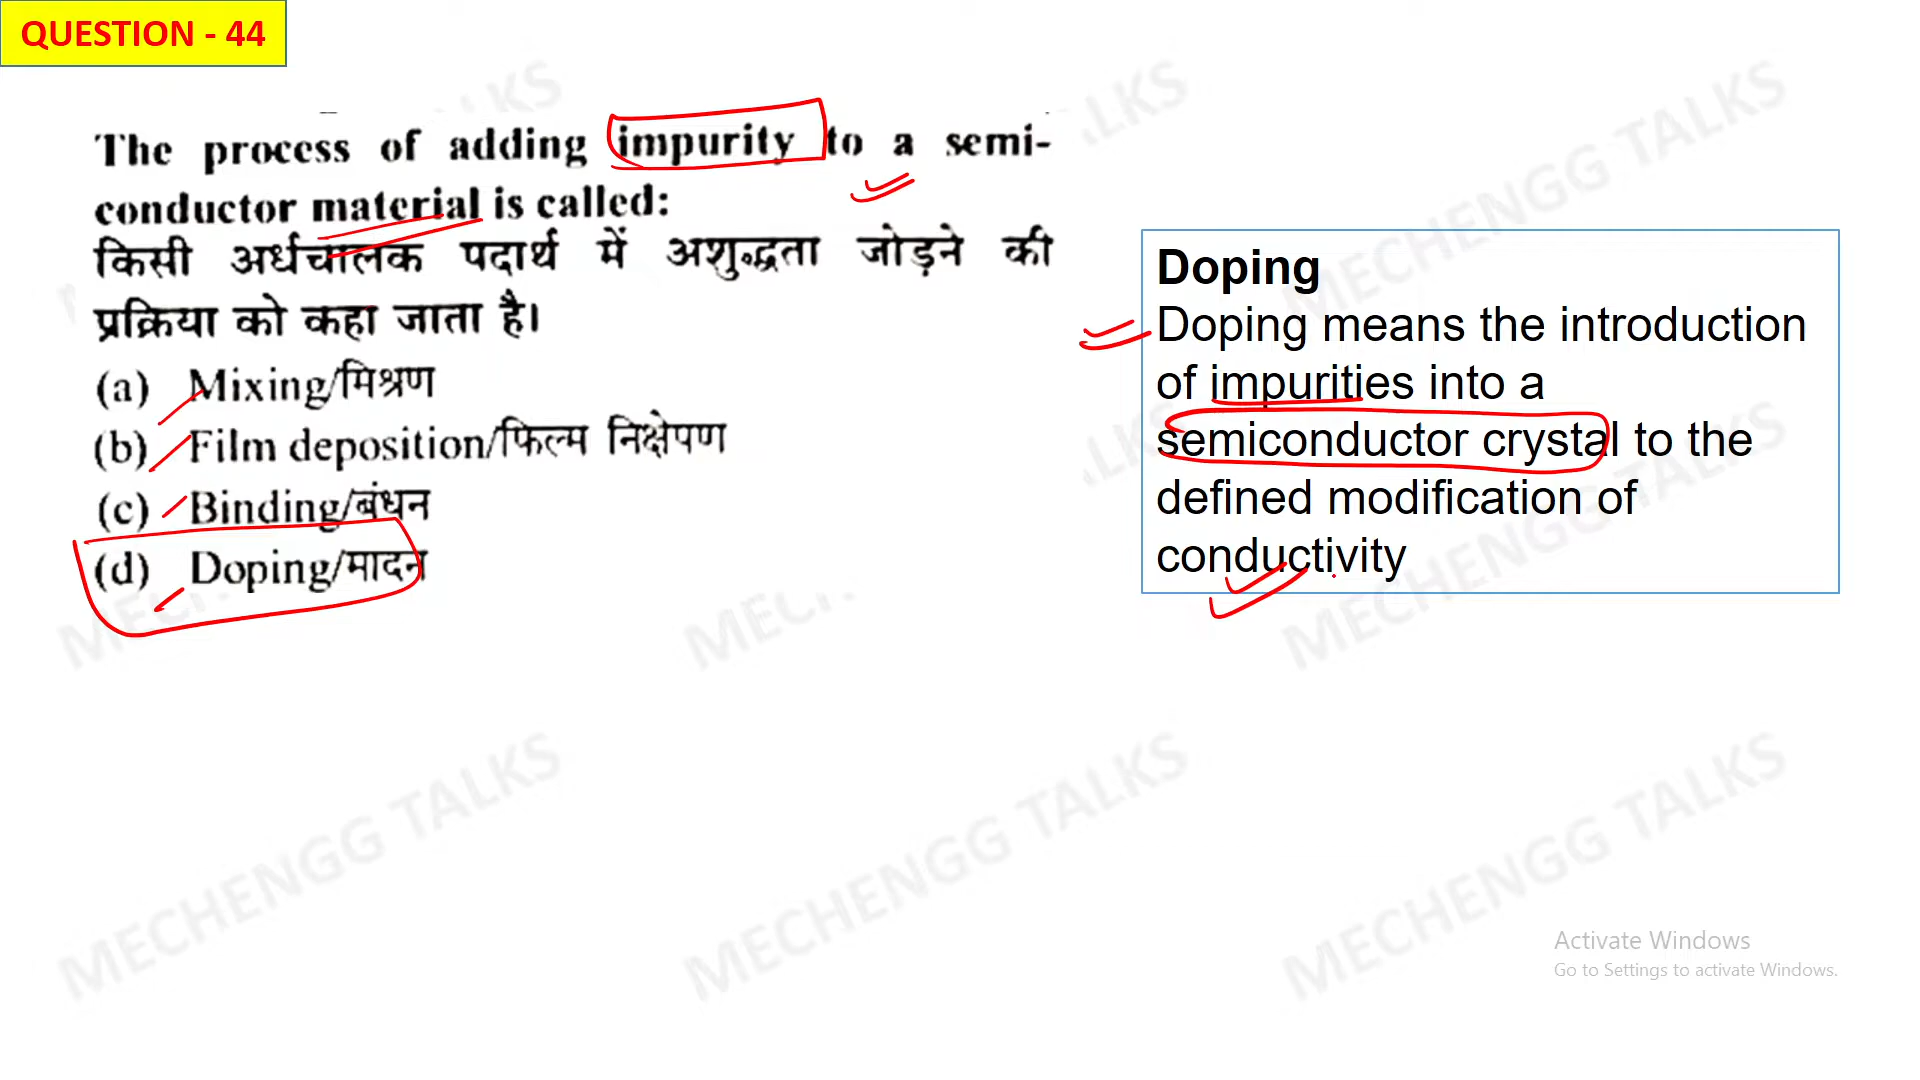 QUESTION - 44
The process of adding impurity to a semi-
conductor material is called:
किसी अर्धचालक पदार्थ में अशुद्धता जोड़ने की
प्रक्रिया को कहा जाता है।
(a) Mixing/मिश्रण
(b) Film deposition/फिल्म निक्षेपण
(c) Binding/बंधन
(d) Doping/मादन
Doping
Doping means the introduction
of impurities into a
semiconductor crystal to the
defined modification of
conductivity
MECHENGG TALKS
MECHENGG TALKS
MECHENGG TALKS
MECHENGG TALKS
Activate Windows
Go to Settings to activate Windows.